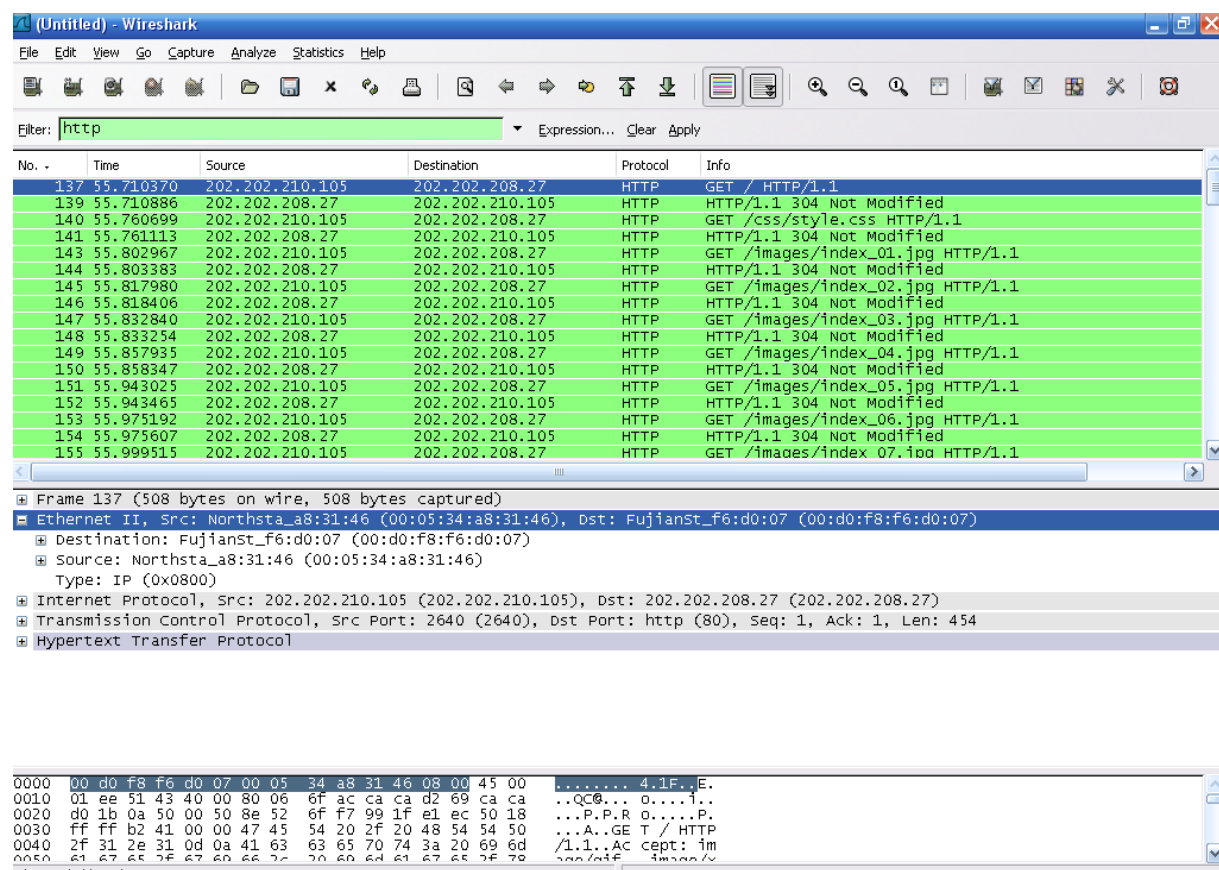 (Untitled) - Wireshark
File Edit View Go Capture Analyze Statistics Help
Filter: http Expression... Clear Apply
No. - Time Source Destination Protocol Info
137 55.710370 202.202.210.105 202.202.208.27 HTTP GET / HTTP/1.1
139 55.710886 202.202.208.27 202.202.210.105 HTTP HTTP/1.1 304 Not Modified
140 55.760699 202.202.210.105 202.202.208.27 HTTP GET /css/style.css HTTP/1.1
141 55.761113 202.202.208.27 202.202.210.105 HTTP HTTP/1.1 304 Not Modified
143 55.802967 202.202.210.105 202.202.208.27 HTTP GET /images/index_01.jpg HTTP/1.1
144 55.803383 202.202.208.27 202.202.210.105 HTTP HTTP/1.1 304 Not Modified
145 55.817980 202.202.210.105 202.202.208.27 HTTP GET /images/index_02.jpg HTTP/1.1
146 55.818406 202.202.208.27 202.202.210.105 HTTP HTTP/1.1 304 Not Modified
147 55.832840 202.202.210.105 202.202.208.27 HTTP GET /images/index_03.jpg HTTP/1.1
148 55.833254 202.202.208.27 202.202.210.105 HTTP HTTP/1.1 304 Not Modified
149 55.857935 202.202.210.105 202.202.208.27 HTTP GET /images/index_04.jpg HTTP/1.1
150 55.858347 202.202.208.27 202.202.210.105 HTTP HTTP/1.1 304 Not Modified
151 55.943025 202.202.210.105 202.202.208.27 HTTP GET /images/index_05.jpg HTTP/1.1
152 55.943465 202.202.208.27 202.202.210.105 HTTP HTTP/1.1 304 Not Modified
153 55.975192 202.202.210.105 202.202.208.27 HTTP GET /images/index_06.jpg HTTP/1.1
154 55.975607 202.202.208.27 202.202.210.105 HTTP HTTP/1.1 304 Not Modified
155 55.999515 202.202.210.105 202.202.208.27 HTTP GET /images/index_07.jpg HTTP/1.1
Frame 137 (508 bytes on wire, 508 bytes captured)
Ethernet II, Src: Northsta_a8:31:46 (00:05:34:a8:31:46), Dst: FujianSt_f6:d0:07 (00:d0:f8:f6:d0:07)
Destination: FujianSt_f6:d0:07 (00:d0:f8:f6:d0:07)
Source: Northsta_a8:31:46 (00:05:34:a8:31:46)
Type: IP (0x0800)
Internet Protocol, Src: 202.202.210.105 (202.202.210.105), Dst: 202.202.208.27 (202.202.208.27)
Transmission Control Protocol, Src Port: 2640 (2640), Dst Port: http (80), Seq: 1, Ack: 1, Len: 454
Hypertext Transfer Protocol
0000 00 d0 f8 f6 d0 07 00 05 34 a8 31 46 08 00 45 00 ........ 4.1F..E.
0010 01 ee 51 43 40 00 80 06 6f ac ca ca d2 69 ca ca ..QC@... o....i..
0020 d0 1b 0a 50 00 50 8e 52 6f f7 99 1f e1 ec 50 18 ...P.P.R o.....P.
0030 ff ff b2 41 00 00 47 45 54 20 2f 20 48 54 54 50 ...A..GE T / HTTP
0040 2f 31 2e 31 0d 0a 41 63 63 65 70 74 3a 20 69 6d /1.1..Ac cept: im
0050 61 67 65 2f 67 69 66 2c 20 69 6d 61 67 65 2f 78 age/gif, image/x